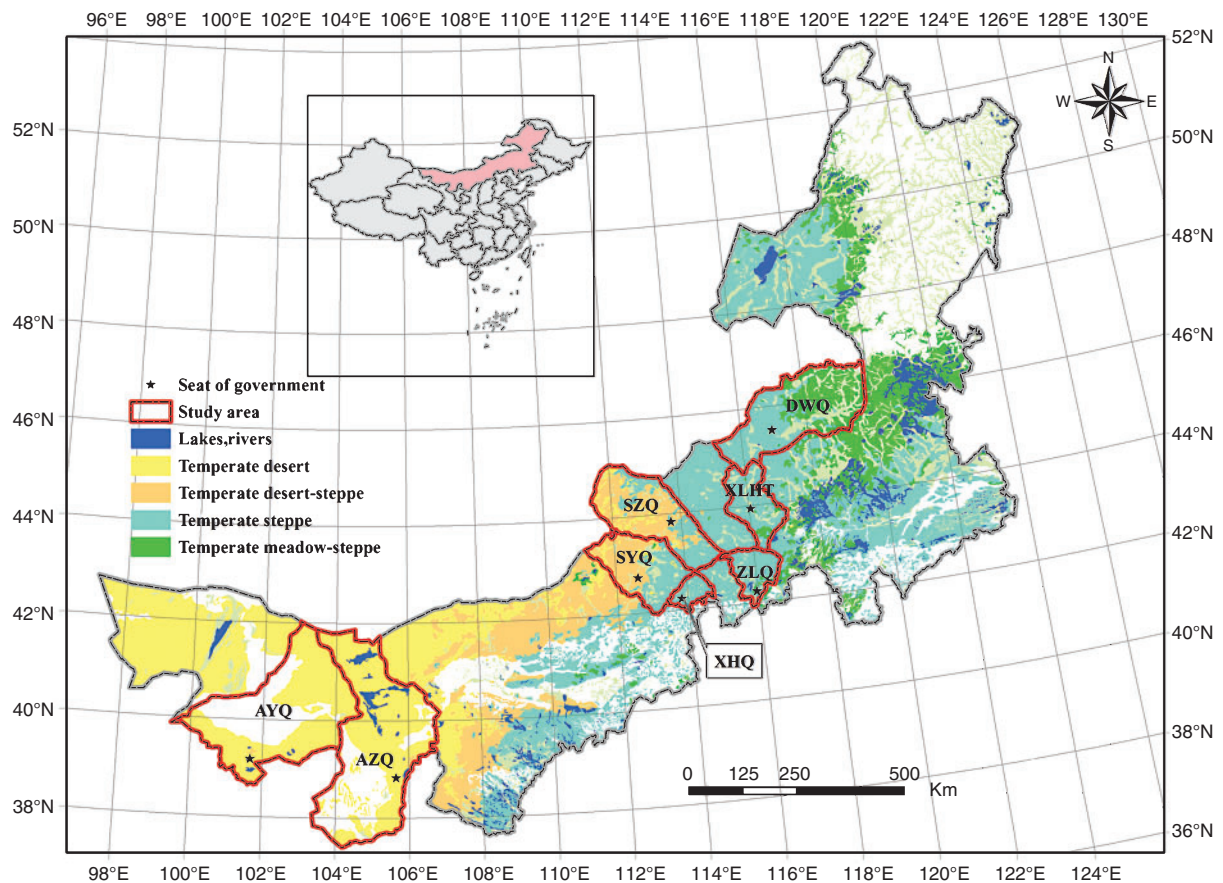 96°E 98°E 100°E 102°E 104°E 106°E 108°E 110°E 112°E 114°E 116°E 118°E 120°E 122°E 124°E 126°E 128°E 130°E
52°N
50°N
48°N
46°N
44°N
42°N
40°N
38°N
52°N
50°N
48°N
46°N
44°N
42°N
40°N
38°N
36°N
N
W E
S
Seat of government
Study area
Lakes,rivers
Temperate desert
Temperate desert-steppe
Temperate steppe
Temperate meadow-steppe
DWQ
XLHT
SZQ
SYQ
ZLQ
XHQ
AYQ
AZQ
0 125 250 500
Km
98°E 100°E 102°E 104°E 106°E 108°E 110°E 112°E 114°E 116°E 118°E 120°E 122°E 124°E